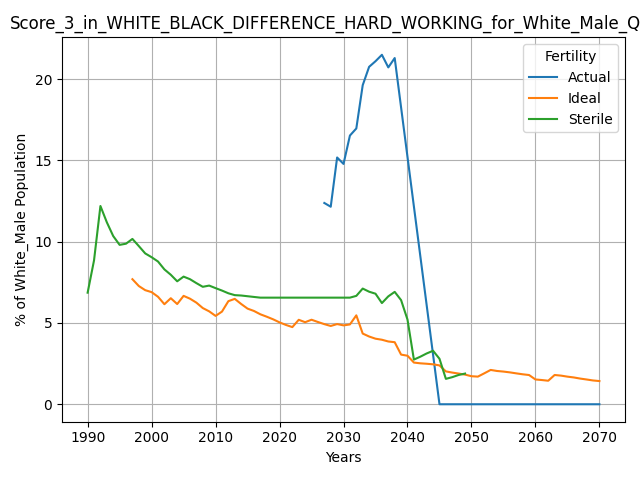 Score_3_in_WHITE_BLACK_DIFFERENCE_HARD_WORKING_for_White_Male_Q
Fertility
Actual
Ideal
Sterile
% of White_Male Population
20
15
10
5
0
1990 2000 2010 2020 2030 2040 2050 2060 2070
Years